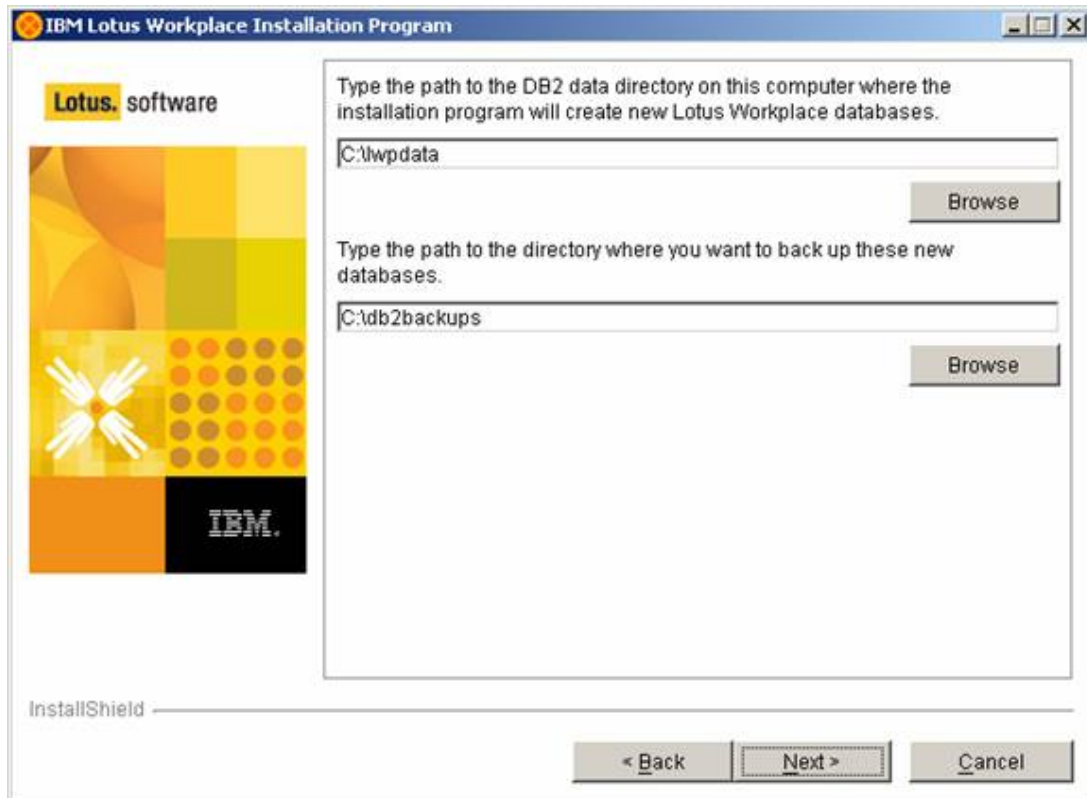 IBM Lotus Workplace Installation Program
Lotus. software
Type the path to the DB2 data directory on this computer where the
installation program will create new Lotus Workplace databases.
C:\lwpdata
Browse
Type the path to the directory where you want to back up these new
databases.
C:\db2backups
Browse
IBM.
InstallShield
< Back Next > Cancel